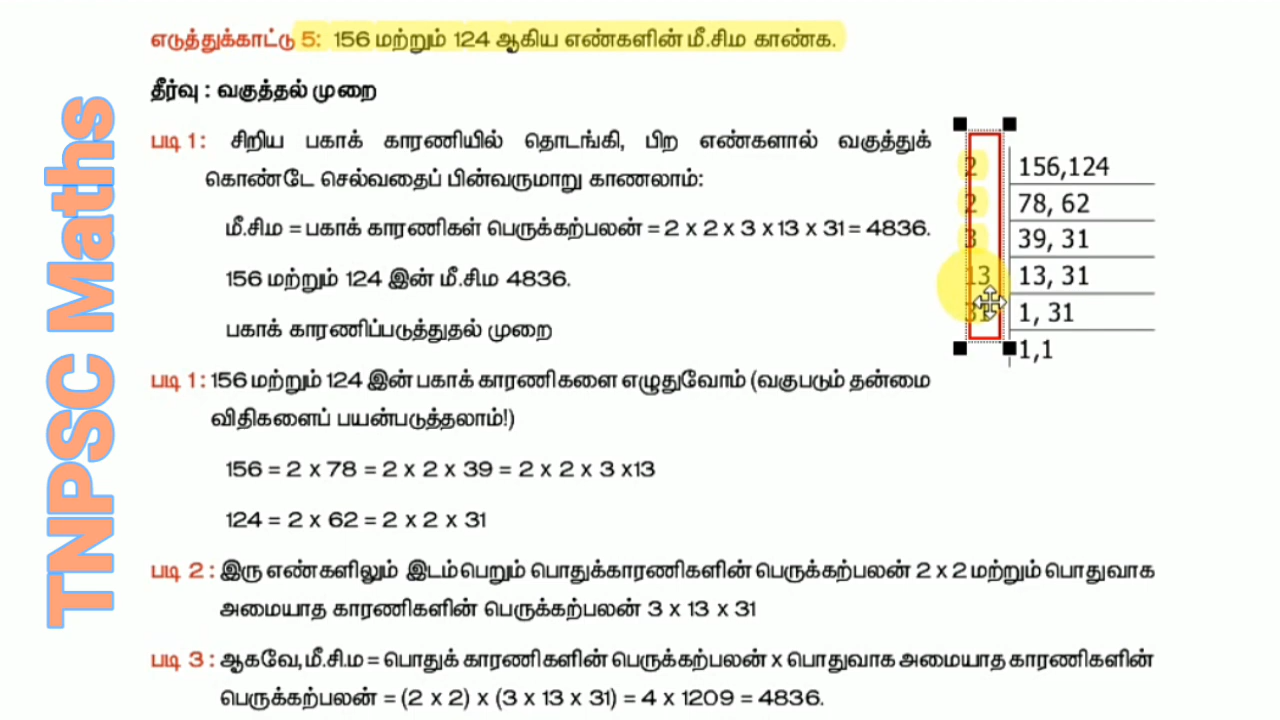 TNPSC Maths
எடுத்துக்காட்டு 5: 156 மற்றும் 124 ஆகிய எண்களின் மீ.சிம காண்க.
தீர்வு : வகுத்தல் முறை
படி 1: சிறிய பகாக் காரணியில் தொடங்கி, பிற எண்களால் வகுத்துக்
கொண்டே செல்வதைப் பின்வருமாறு காணலாம்:
மீ.சிம = பகாக் காரணிகள் பெருக்கற்பலன் = 2 x 2 x 3 x 13 x 31 = 4836.
156 மற்றும் 124 இன் மீ.சிம 4836.
பகாக் காரணிப்படுத்துதல் முறை
2 156,124
2 78, 62
3 39, 31
13 13, 31
31 1, 31
1,1
படி 1: 156 மற்றும் 124 இன் பகாக் காரணிகளை எழுதுவோம் (வகுபடும் தன்மை
விதிகளைப் பயன்படுத்தலாம்!)
156 = 2 x 78 = 2 x 2 x 39 = 2 x 2 x 3 x13
124 = 2 x 62 = 2 x 2 x 31
படி 2 : இரு எண்களிலும் இடம்பெறும் பொதுக்காரணிகளின் பெருக்கற்பலன் 2 x 2 மற்றும் பொதுவாக
அமையாத காரணிகளின் பெருக்கற்பலன் 3 x 13 x 31
படி 3 : ஆகவே, மீ.சி.ம = பொதுக் காரணிகளின் பெருக்கற்பலன் x பொதுவாக அமையாத காரணிகளின்
பெருக்கற்பலன் = (2 x 2) x (3 x 13 x 31) = 4 x 1209 = 4836.